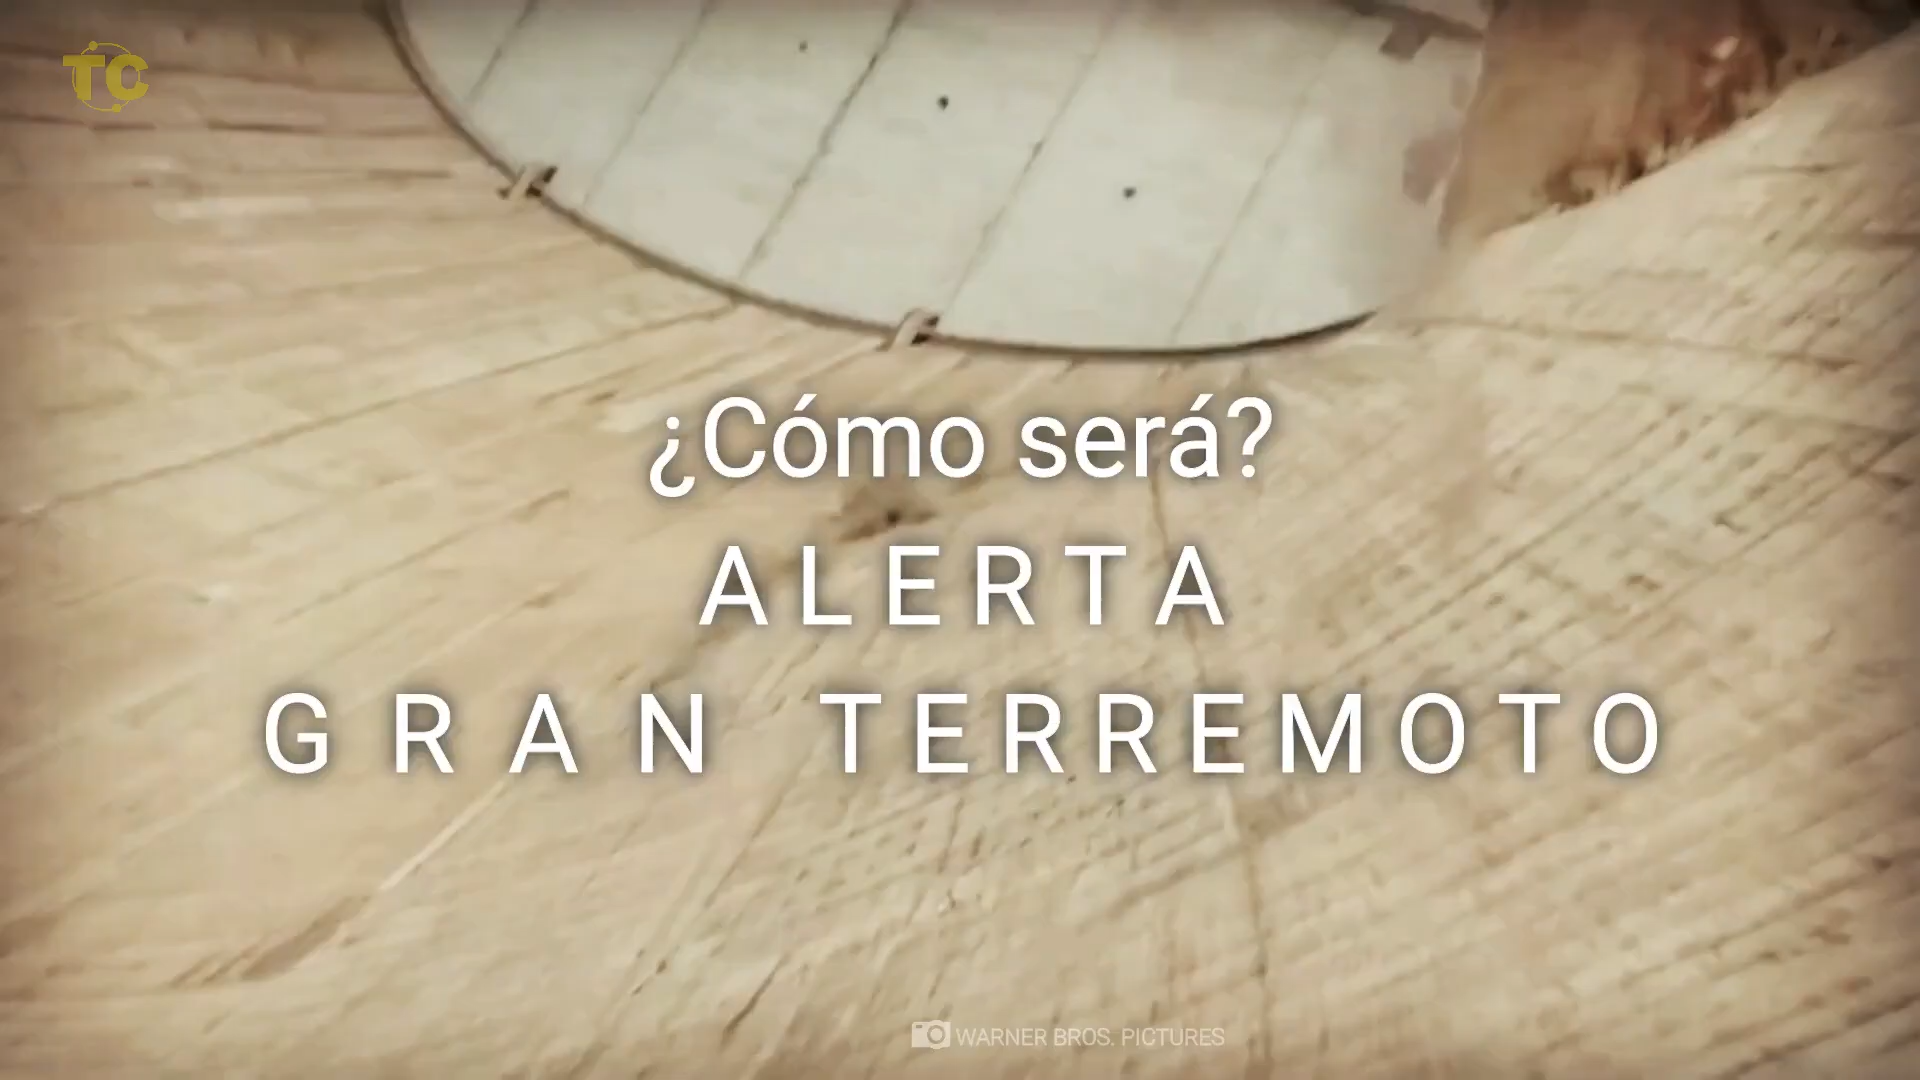 TC
¿Cómo será?
ALERTA
GRAN TERREMOTO
WARNER BROS. PICTURES